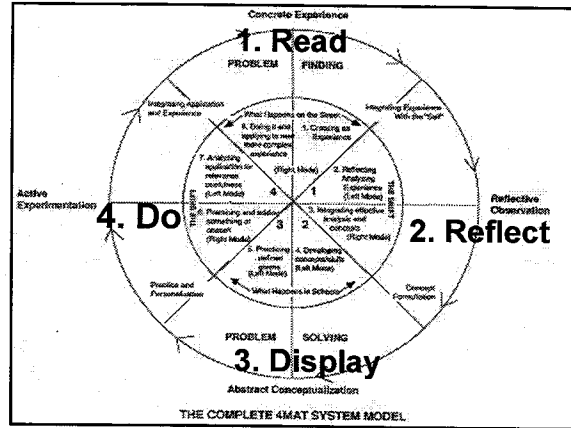 Concrete Experience
1. Read
PROBLEM FINDING
Integrating Application
and Experience
Integrating Experience
With the "Self"
What Happens on the Street
8. Doing it and
applying to new
more complex
experience
(Right Mode)
1. Creating an
Experience
7. Analyzing
application for
relevance
usefulness
(Left Mode)
2. Reflecting
Analyzing
Experience
(Left Mode)
4 1
THE SHIFT
THE SHIFT
Active
Experimentation
4. Do
Reflective
Observation
2. Reflect
6. Practicing and adding
something of
oneself
(Right Mode)
3. Integrating
analysis and
concepts
(Right Mode)
3 2
5. Practicing
defined
givens
(Left Mode)
4. Developing
concepts/skills
(Left Mode)
What Happens in Schools
Practice and
Personalization
Concept
Formulation
PROBLEM SOLVING
3. Display
Abstract Conceptualization
THE COMPLETE 4MAT SYSTEM MODEL